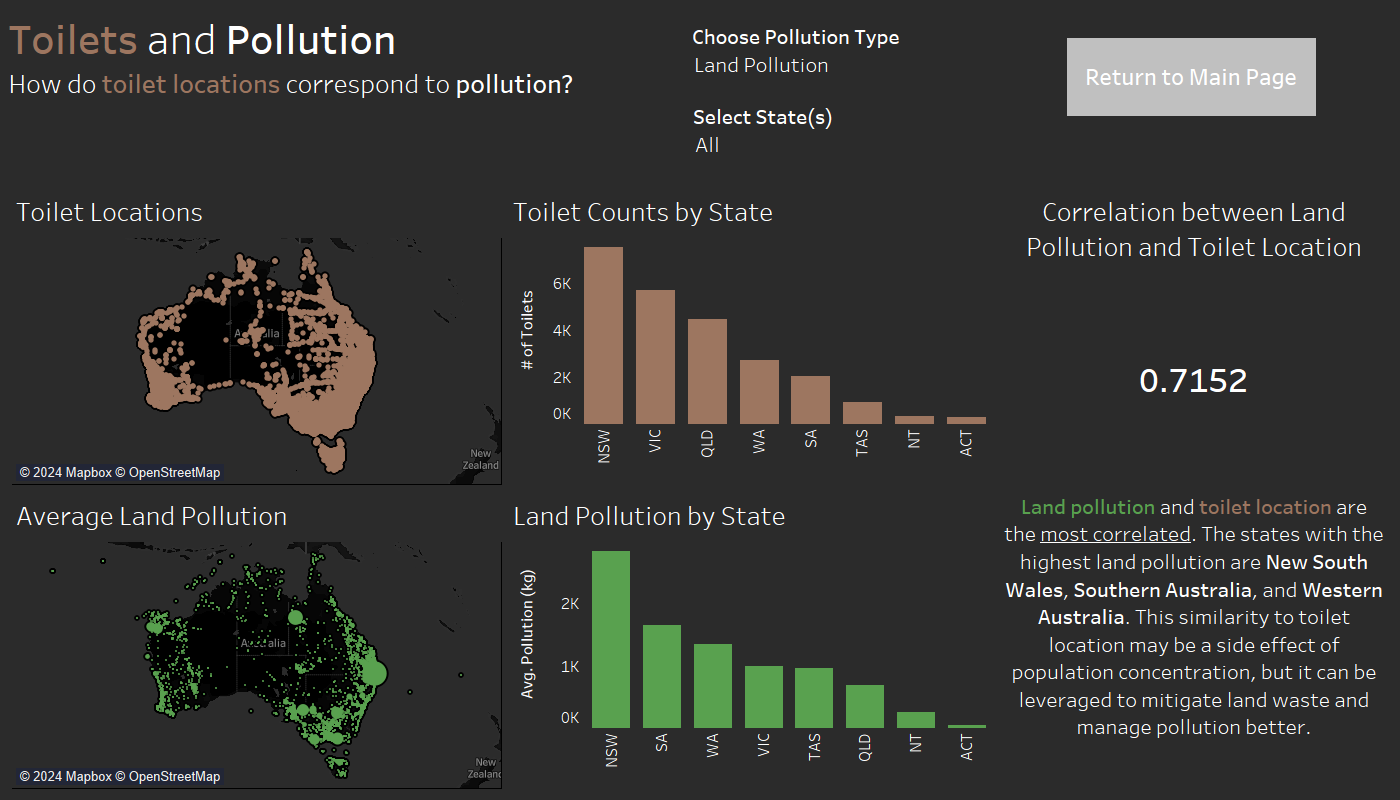 Toilets and Pollution
How do toilet locations correspond to pollution?
Choose Pollution Type
Land Pollution
Select State(s)
All
Return to Main Page
Toilet Locations
Australia
New
Zealand
© 2024 Mapbox © OpenStreetMap
Toilet Counts by State
# of Toilets
6K
4K
2K
0K
NSW
VIC
QLD
WA
SA
TAS
NT
ACT
Correlation between Land
Pollution and Toilet Location
0.7152
Average Land Pollution
Australia
New
Zealand
© 2024 Mapbox © OpenStreetMap
Land Pollution by State
Avg. Pollution (kg)
2K
1K
0K
NSW
SA
WA
VIC
TAS
QLD
NT
ACT
Land pollution and toilet location are
the most correlated. The states with the
highest land pollution are New South
Wales, Southern Australia, and Western
Australia. This similarity to toilet
location may be a side effect of
population concentration, but it can be
leveraged to mitigate land waste and
manage pollution better.